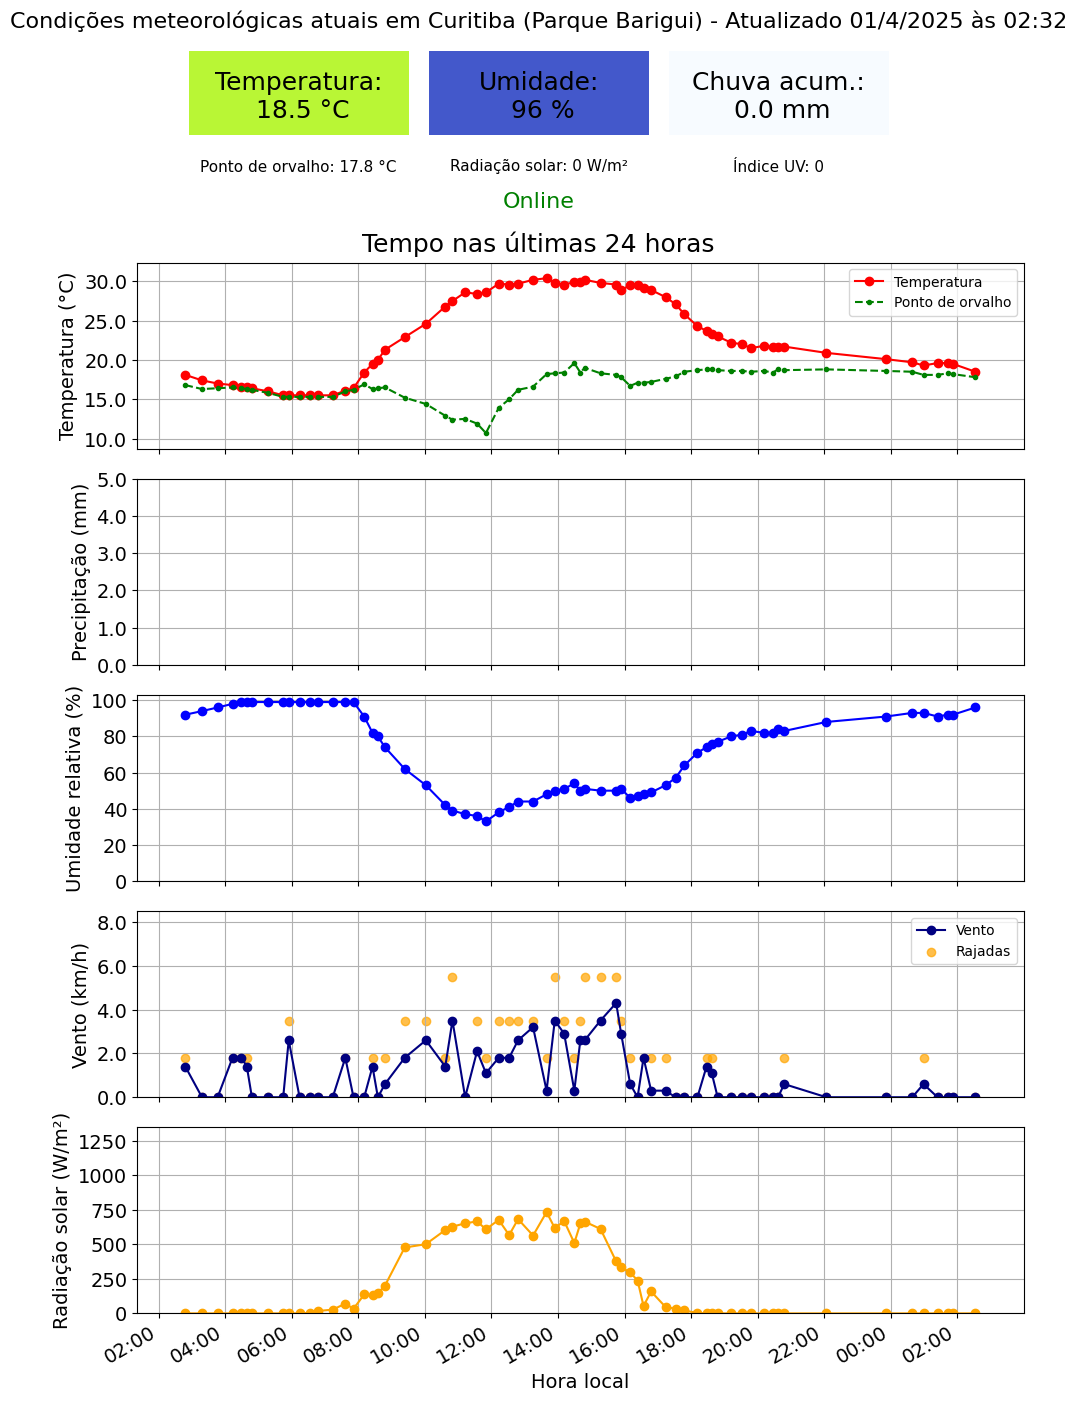 Condições meteorológicas atuais em Curitiba (Parque Barigui) - Atualizado 01/4/2025 às 02:32
Temperatura:
18.5 °C
Umidade:
96 %
Chuva acum.:
0.0 mm
Ponto de orvalho: 17.8 °C
Radiação solar: 0 W/m²
Índice UV: 0
Online
Tempo nas últimas 24 horas
Temperatura (°C)
30.0
25.0
20.0
15.0
10.0
Temperatura
Ponto de orvalho
Precipitação (mm)
5.0
4.0
3.0
2.0
1.0
0.0
Umidade relativa (%)
100
80
60
40
20
0
Vento (km/h)
8.0
6.0
4.0
2.0
0.0
Vento
Rajadas
Radiação solar (W/m²)
1250
1000
750
500
250
0
02:00 04:00 06:00 08:00 10:00 12:00 14:00 16:00 18:00 20:00 22:00 00:00 02:00
Hora local